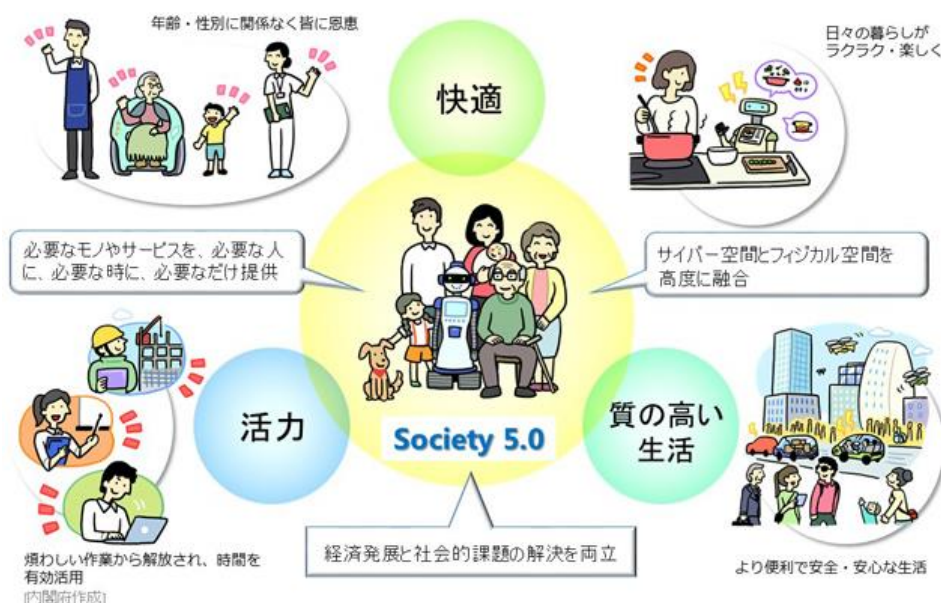 年齢・性別に関係なく皆に恩恵
快適
日々の暮らしが
ラクラク・楽しく
必要なモノやサービスを、必要な人
に、必要な時に、必要なだけ提供
サイバー空間とフィジカル空間を
高度に融合
活力
Society 5.0
質の高い
生活
経済発展と社会的課題の解決を両立
煩わしい作業から解放され、時間を
有効活用
[内閣府作成]
より便利で安全・安心な生活